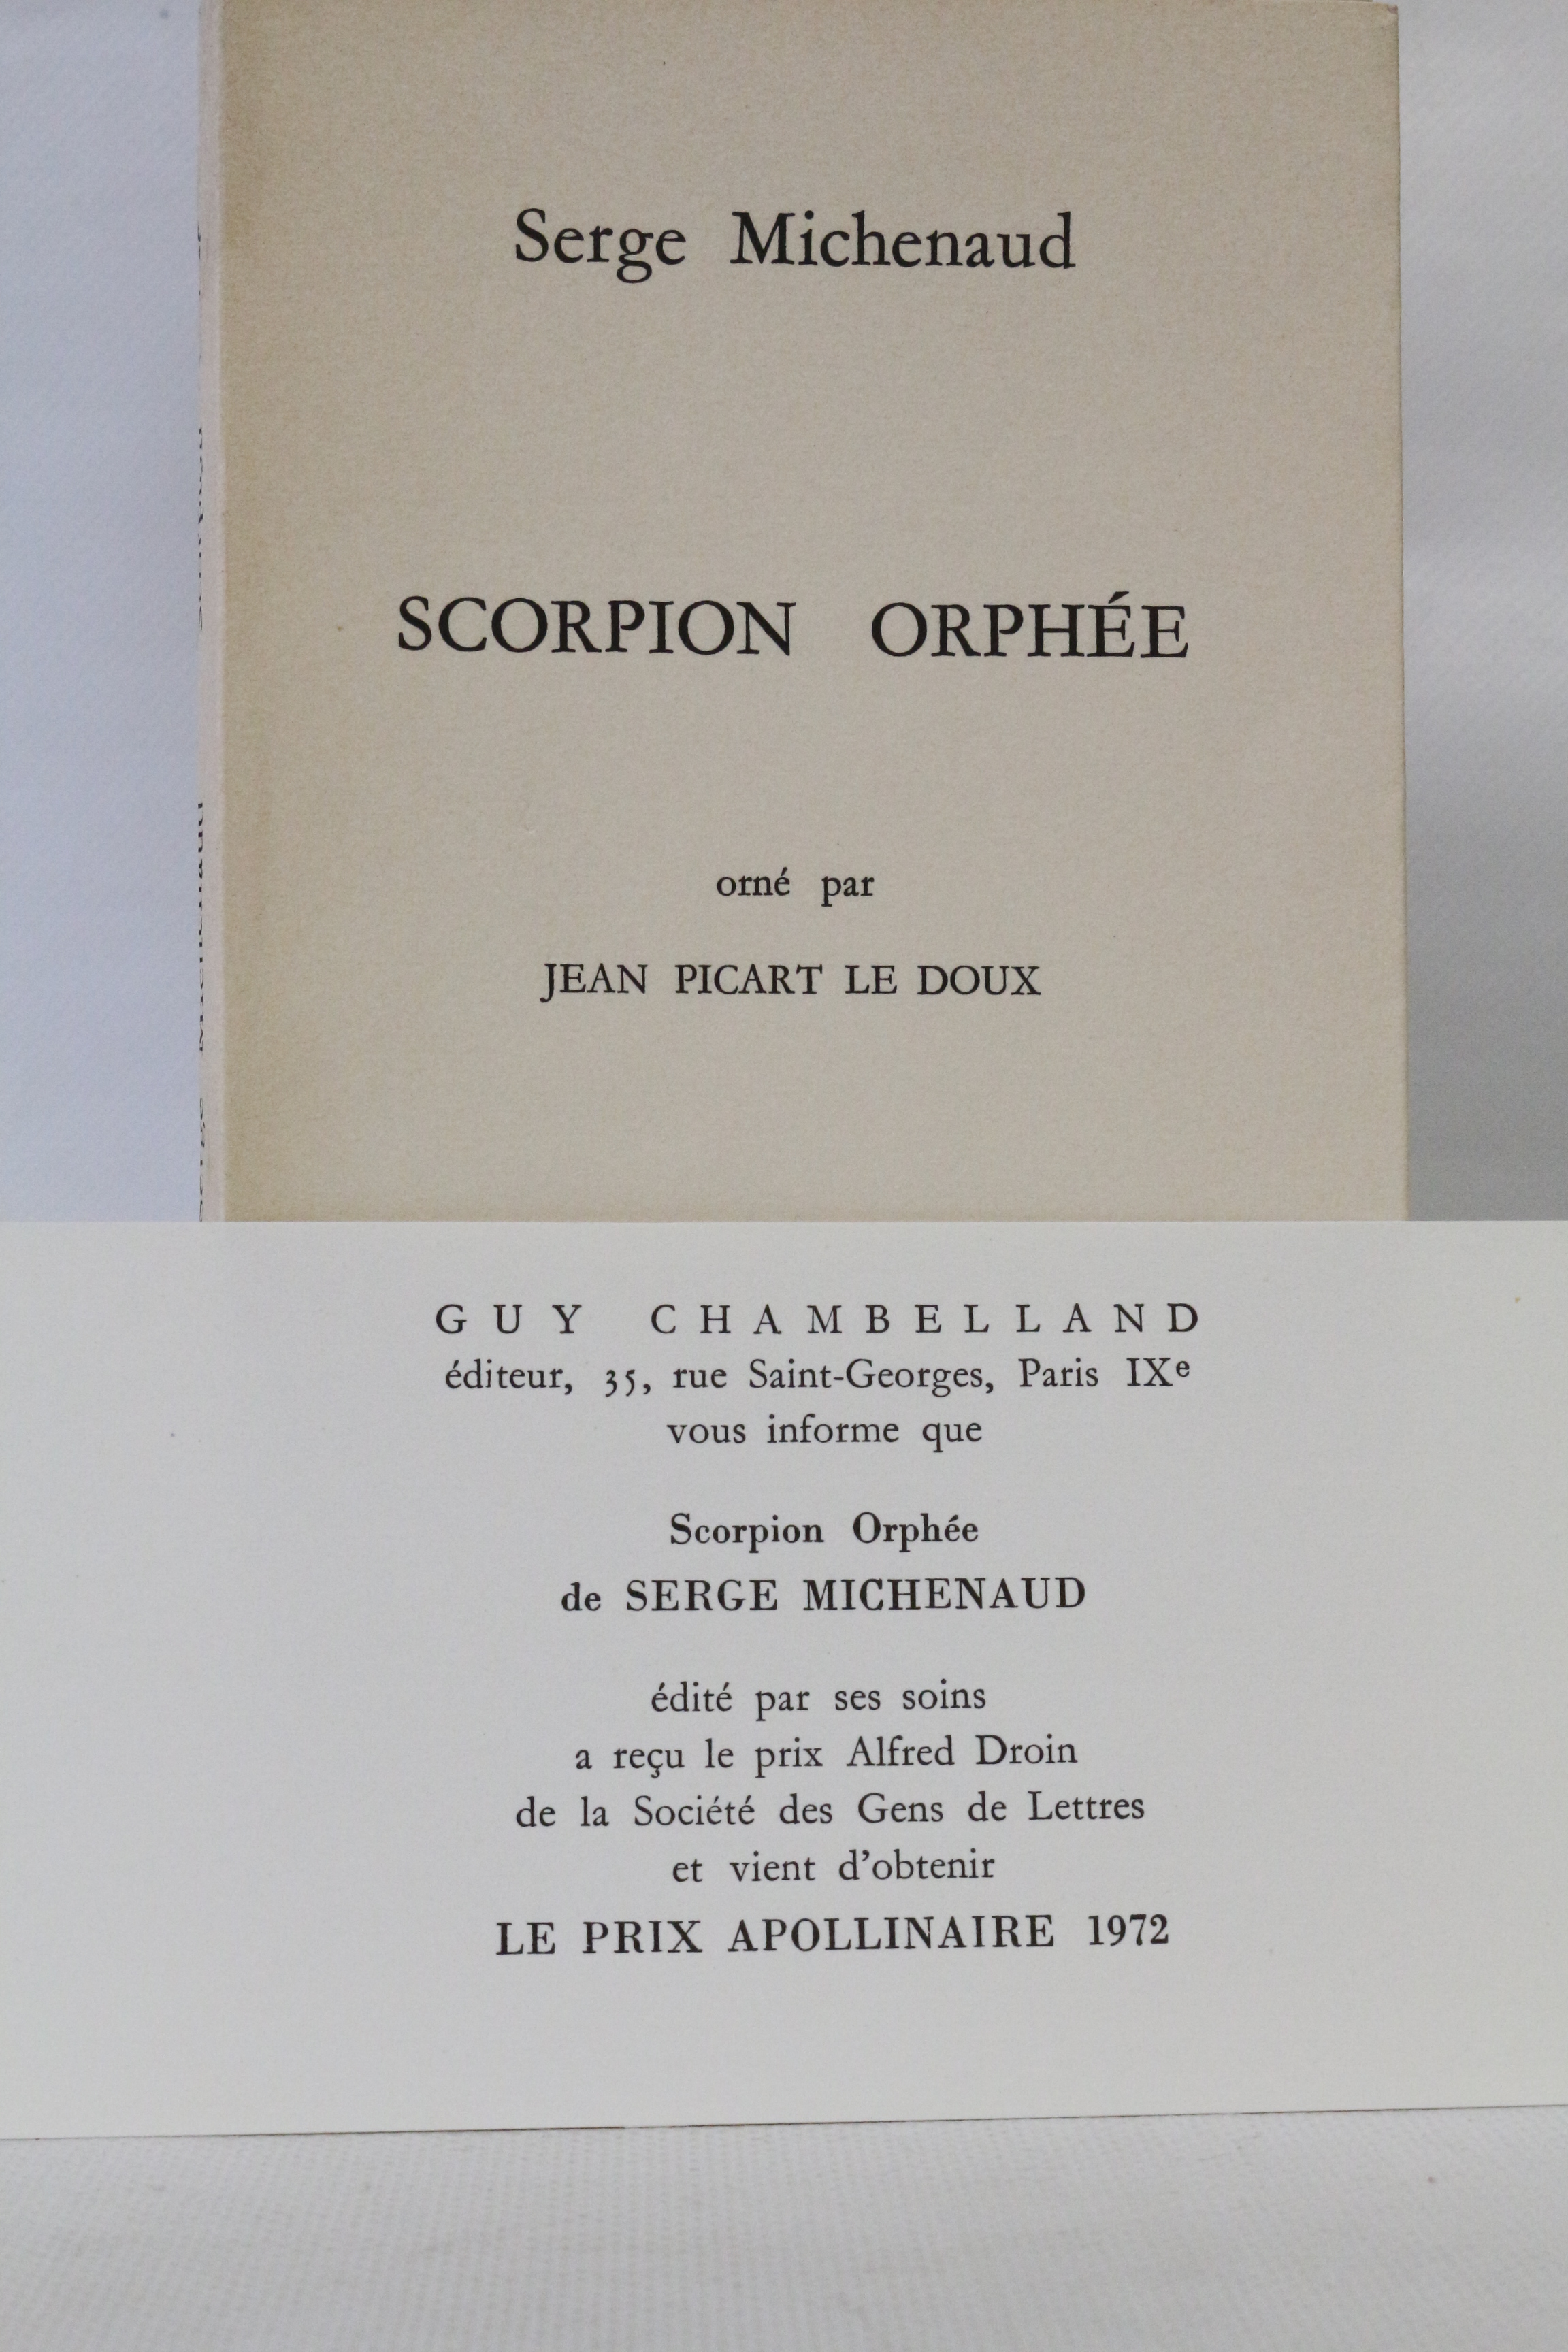 Serge Michenaud
SCORPION ORPHÉE
orné par
JEAN PICART LE DOUX
GUY CHAMBELLAND
éditeur, 35, rue Saint-Georges, Paris IXe
vous informe que
Scorpion Orphée
de SERGE MICHENAUD
édité par ses soins
a reçu le prix Alfred Droin
de la Société des Gens de Lettres
et vient d'obtenir
LE PRIX APOLLINAIRE 1972